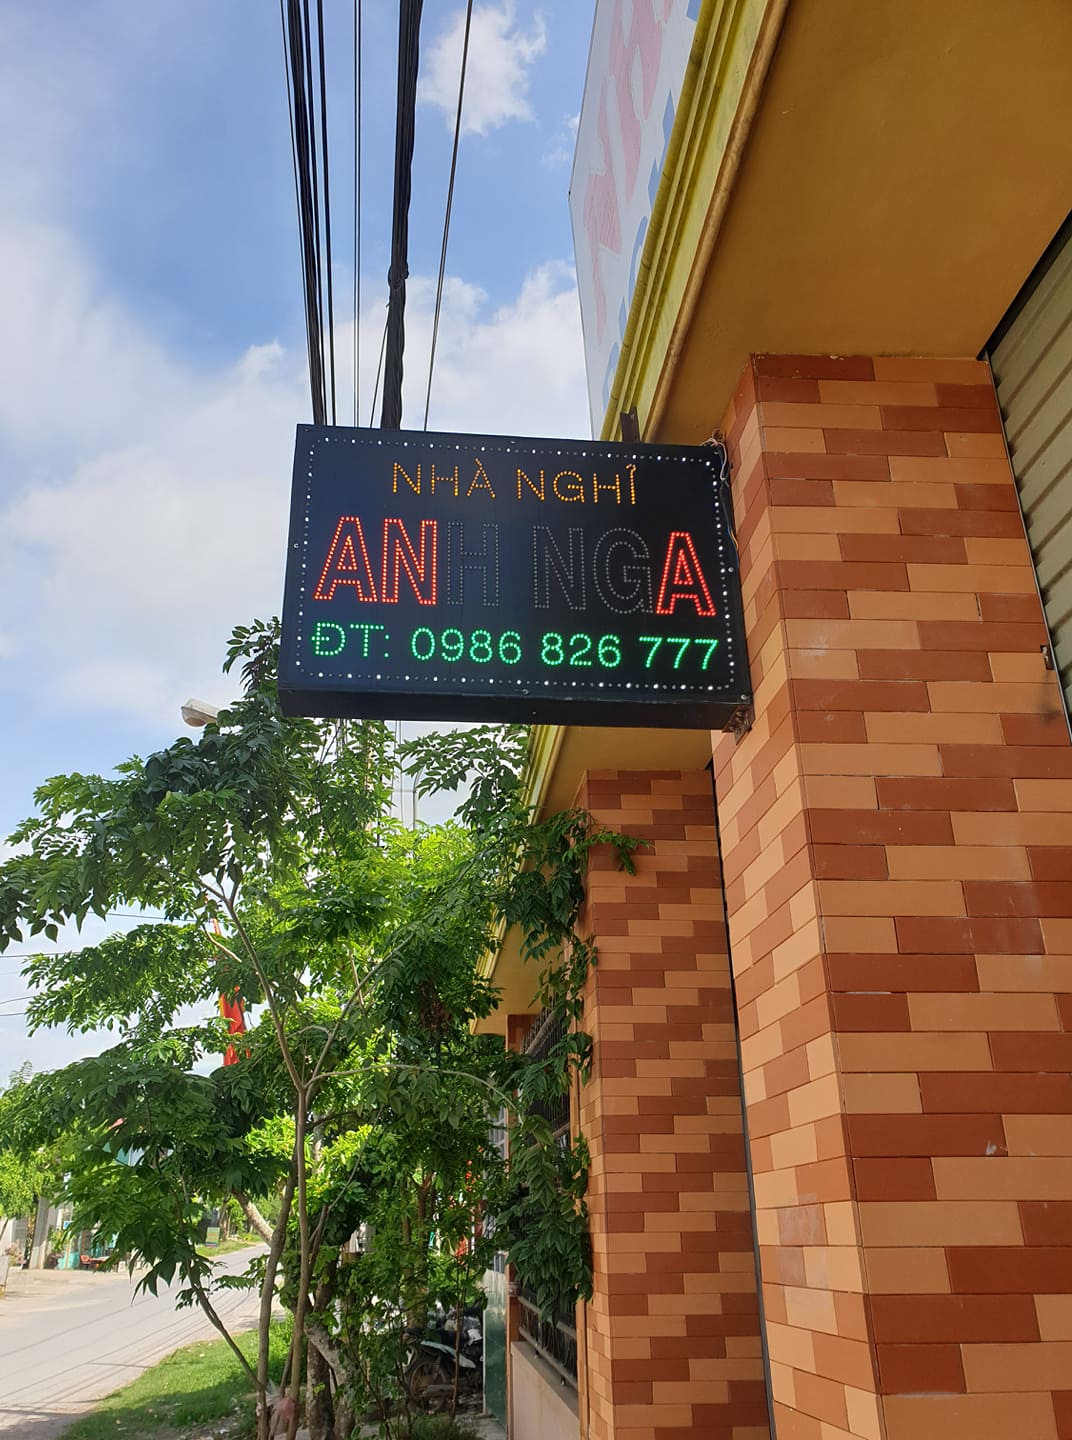 NHÀ NGHỈ
ANH NGA
ĐT: 0986 826 777